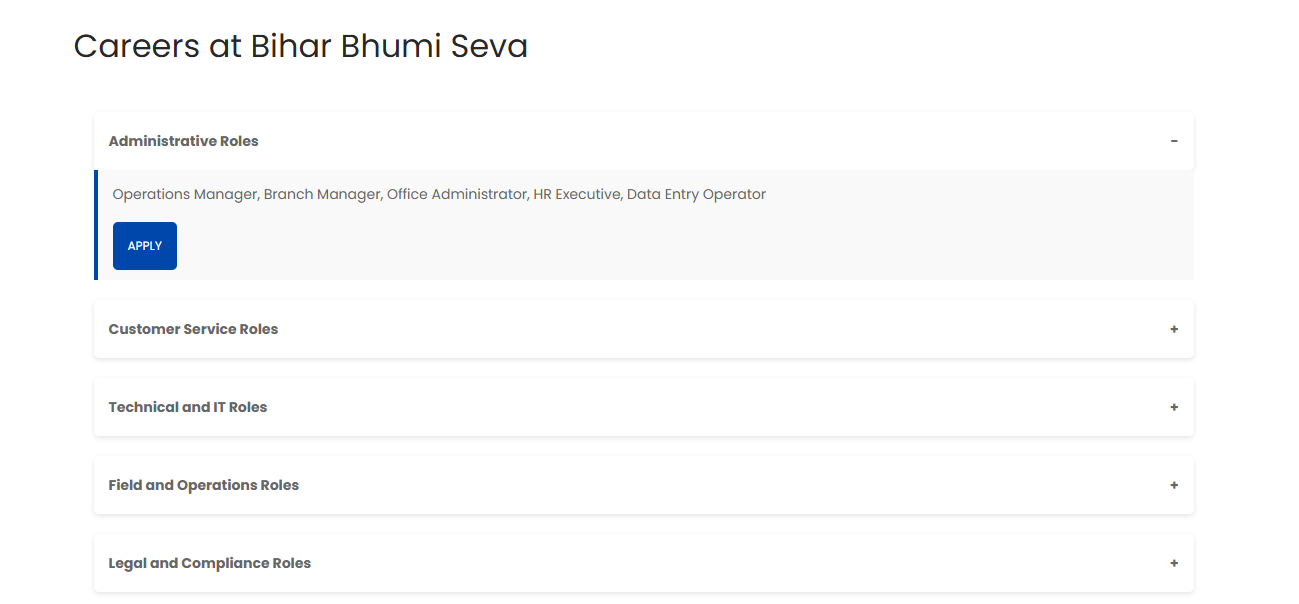 Careers at Bihar Bhumi Seva
Administrative Roles −
Operations Manager, Branch Manager, Office Administrator, HR Executive, Data Entry Operator
APPLY
Customer Service Roles +
Technical and IT Roles +
Field and Operations Roles +
Legal and Compliance Roles +